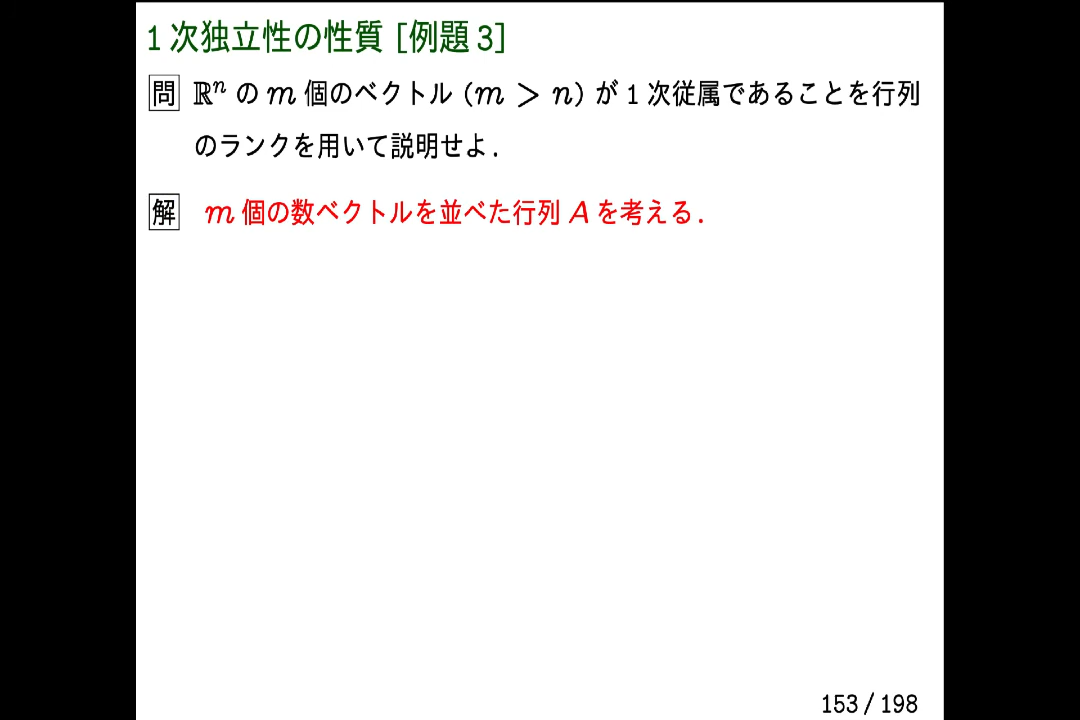 1 次独立性の性質 [例題 3]
問 ℝⁿ の m 個のベクトル (m > n) が 1 次従属であることを行列
のランクを用いて説明せよ.
解 m 個の数ベクトルを並べた行列 A を考える.
153 / 198